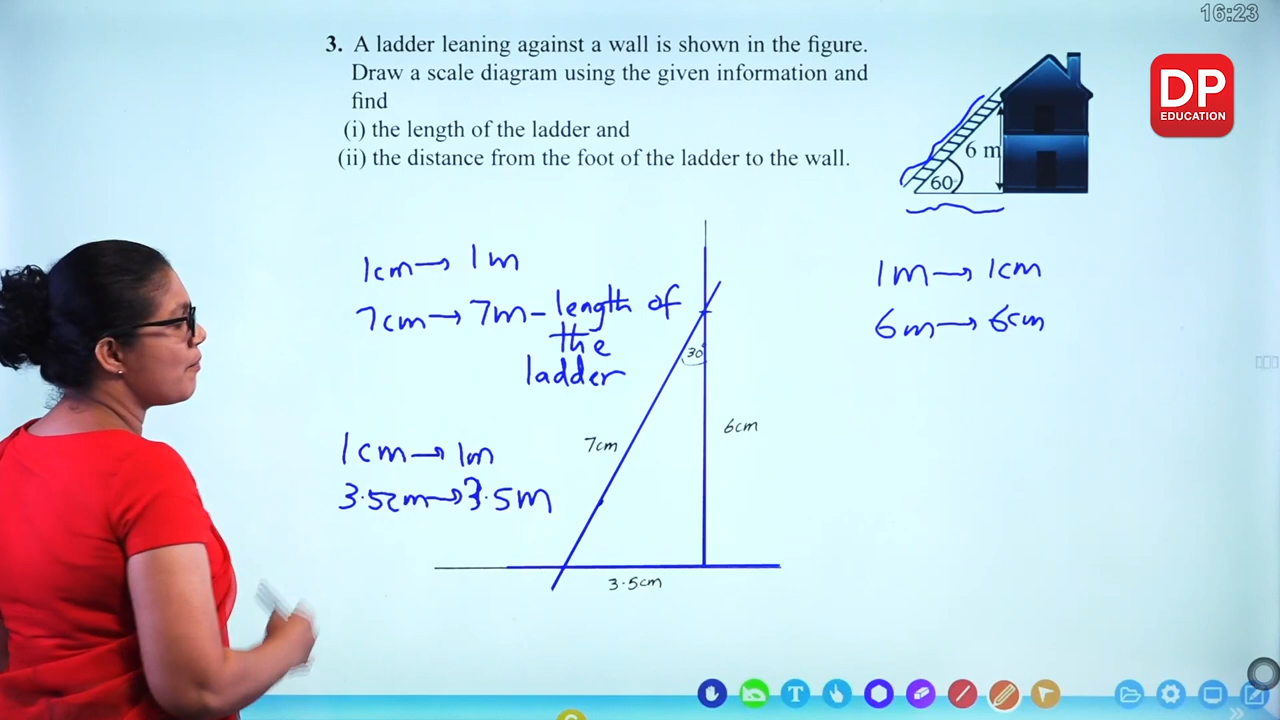 16:23
3. A ladder leaning against a wall is shown in the figure.
Draw a scale diagram using the given information and
find
(i) the length of the ladder and
(ii) the distance from the foot of the ladder to the wall.
DP
EDUCATION
6 m
60°
1cm → 1m
7cm → 7m - length of
the
ladder
1m → 1cm
6m → 6cm
30°
6cm
7cm
1cm → 1m
3.5cm → 3.5m
3.5cm
T